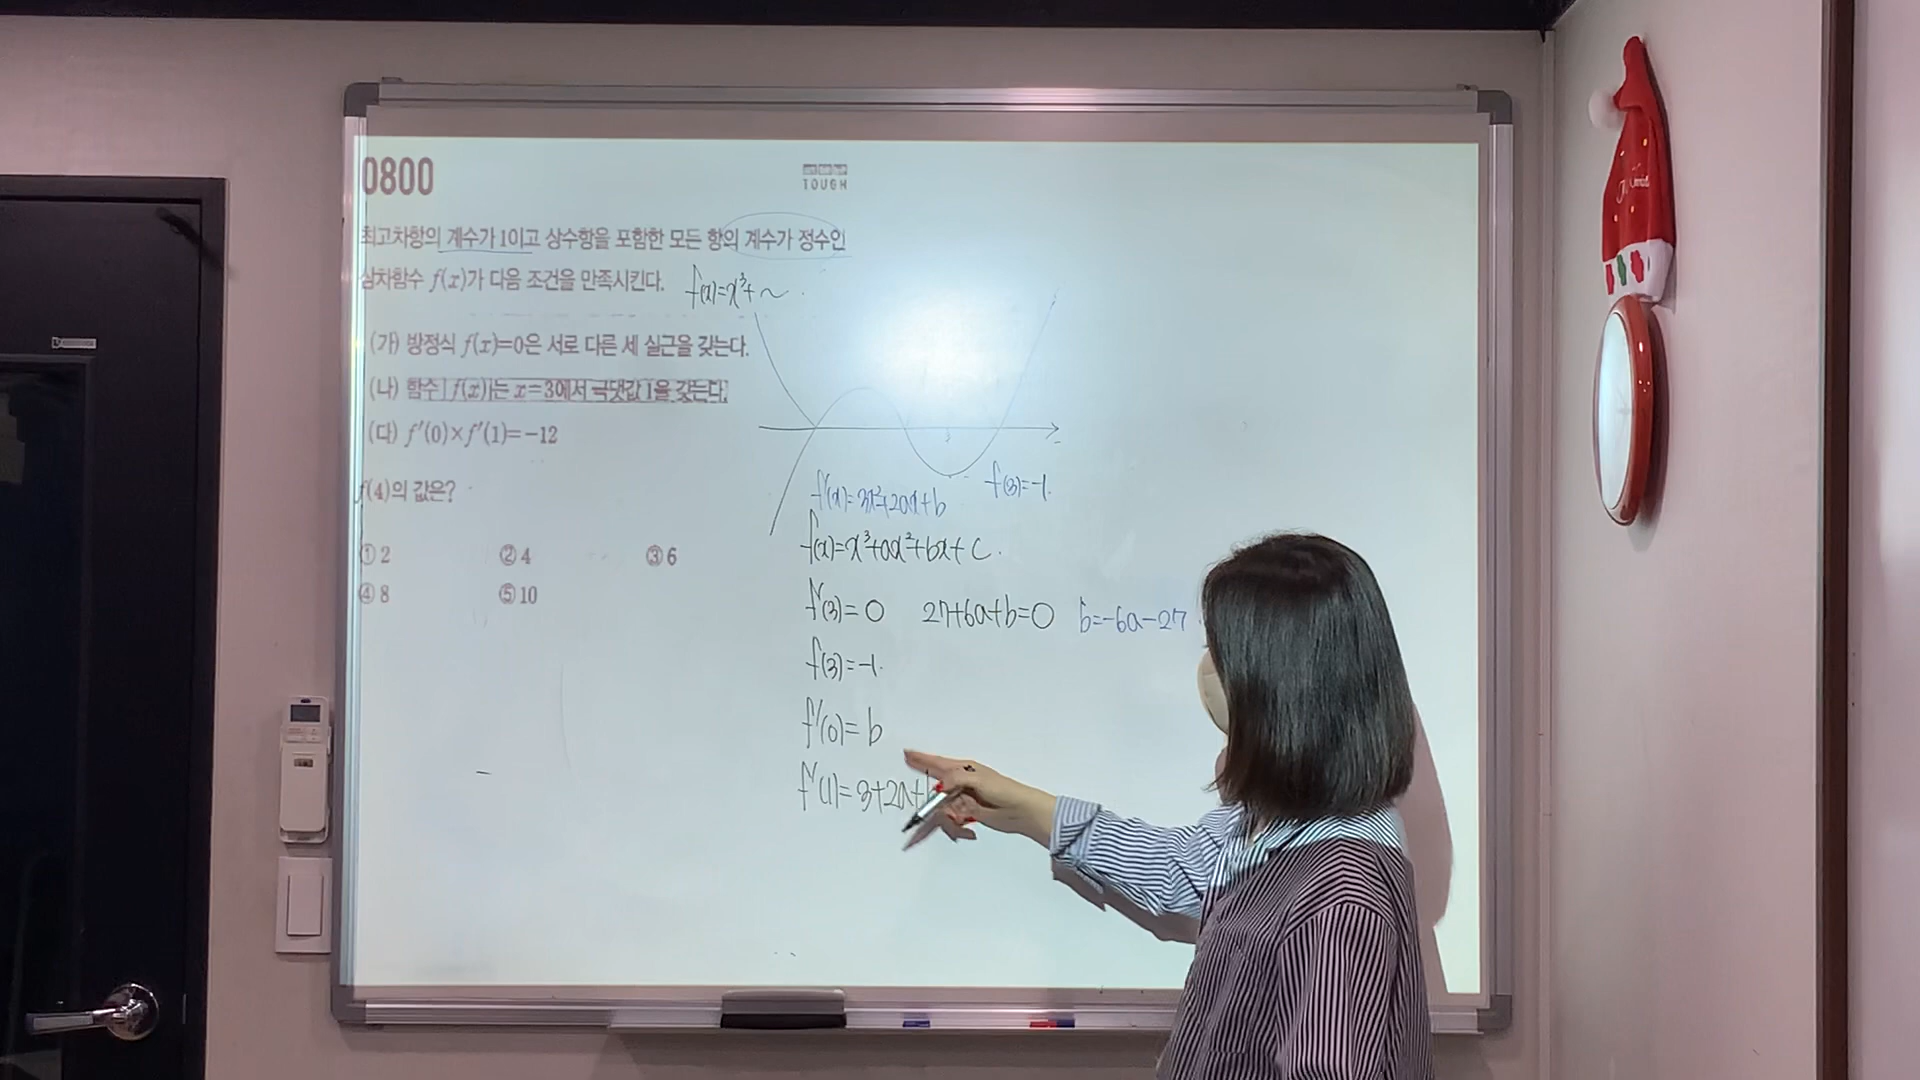 0800
TOUGH
최고차항의 계수가 1이고 상수항을 포함한 모든 항의 계수가 정수인
삼차함수 f(x)가 다음 조건을 만족시킨다.
f(x)=x³+~
(가) 방정식 f(x)=0은 서로 다른 세 실근을 갖는다.
(나) 함수 |f(x)|는 x=3에서 극댓값 1을 갖는다.
(다) f′(0)×f′(1)=-12
f(4)의 값은?
① 2 ② 4 ③ 6
④ 8 ⑤ 10
3
f′(x)=3x²+2ax+b
f(3)=-1.
f(x)=x³+ax²+bx+c.
f′(3)=0 27+6a+b=0 b=-6a-27
f(3)=-1.
f′(0)=b
f′(1)=3+2a+b